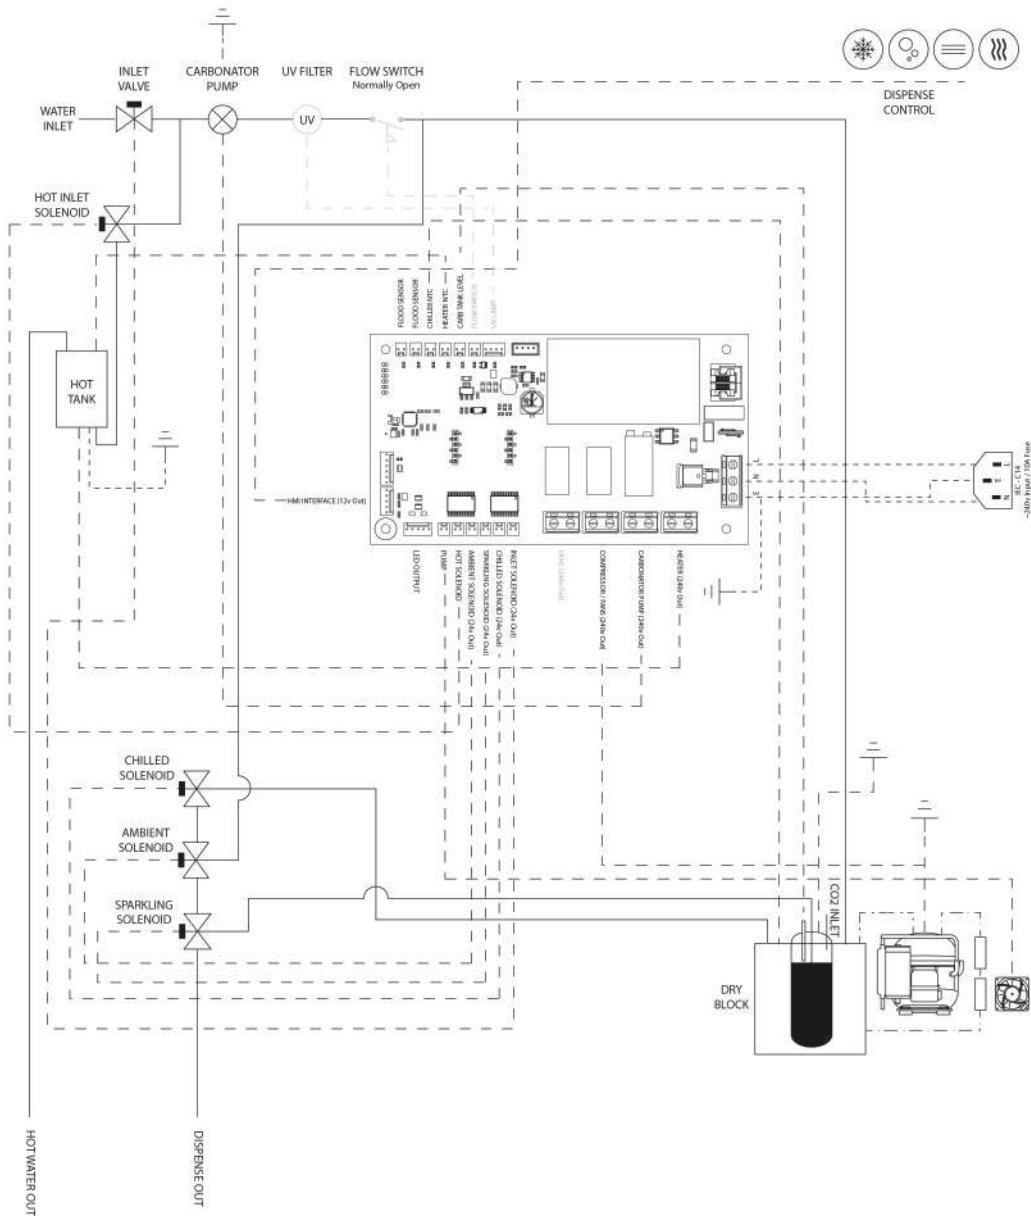 INLET
VALVE
CARBONATOR
PUMP
UV FILTER
FLOW SWITCH
Normally Open
DISPENSE
CONTROL
WATER
INLET
UV
HOT INLET
SOLENOID
FLOOD SENSOR
FLOOD SENSOR
CHILLER NTC
HEATER NTC
CARB TANK LEVEL
FLOW SWITCH
UV LAMP
HOT
TANK
L
N
E
L
E
N
IEC - C14
~240v Input / 10A Fuse
HMI INTERFACE (12v Out)
LED OUTPUT
PUMP
HOT SOLENOID
AMBIENT SOLENOID (24v Out)
SPARKLING SOLENOID (24v Out)
CHILLED SOLENOID (24v Out)
INLET SOLENOID (24v Out)
(240v Out)
COMPRESSOR / FANS (240v Out)
CARBONATOR PUMP (240v Out)
HEATER (240v Out)
CHILLED
SOLENOID
AMBIENT
SOLENOID
SPARKLING
SOLENOID
CO2 INLET
DRY
BLOCK
HOT WATER OUT
DISPENSE OUT